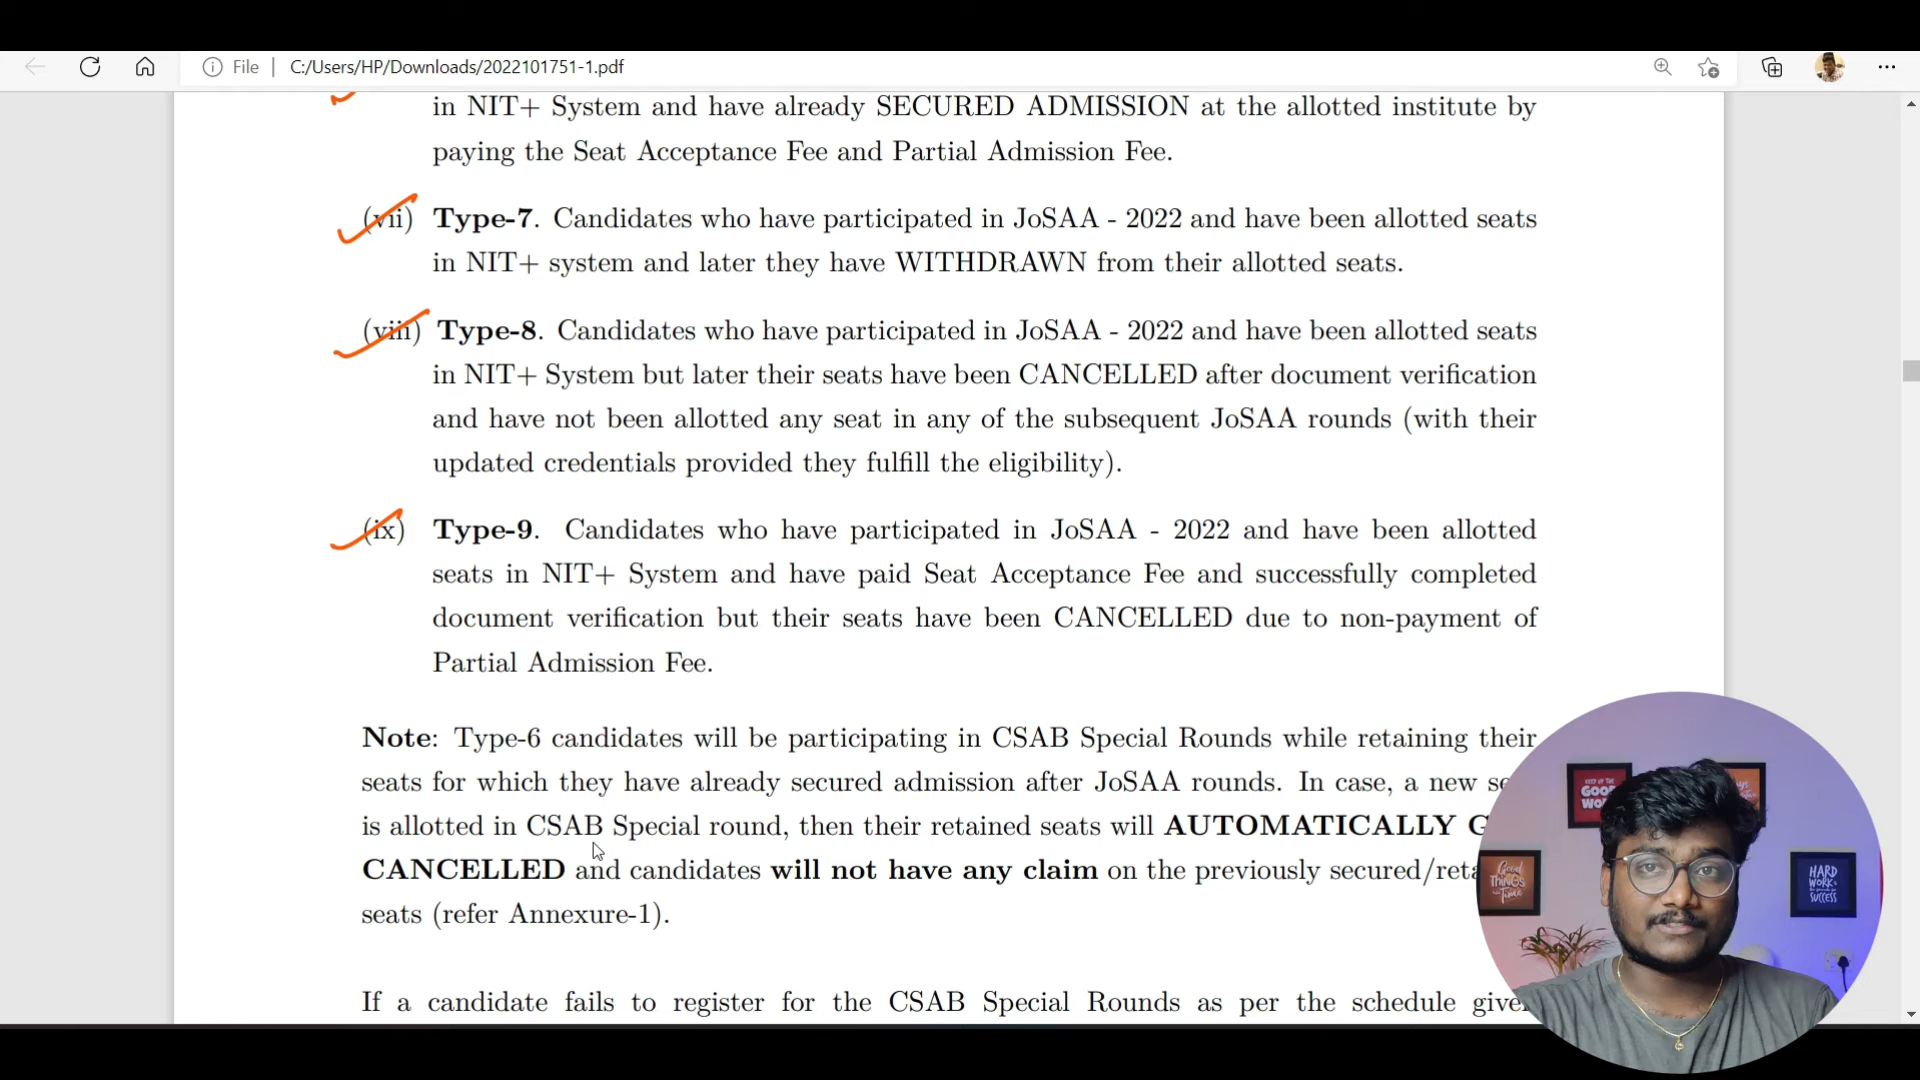 File
C:/Users/HP/Downloads/2022101751-1.pdf
in NIT+ System and have already SECURED ADMISSION at the allotted institute by
paying the Seat Acceptance Fee and Partial Admission Fee.
(vii) Type-7. Candidates who have participated in JoSAA - 2022 and have been allotted seats
in NIT+ system and later they have WITHDRAWN from their allotted seats.
(viii) Type-8. Candidates who have participated in JoSAA - 2022 and have been allotted seats
in NIT+ System but later their seats have been CANCELLED after document verification
and have not been allotted any seat in any of the subsequent JoSAA rounds (with their
updated credentials provided they fulfill the eligibility).
(ix) Type-9. Candidates who have participated in JoSAA - 2022 and have been allotted
seats in NIT+ System and have paid Seat Acceptance Fee and successfully completed
document verification but their seats have been CANCELLED due to non-payment of
Partial Admission Fee.
Note: Type-6 candidates will be participating in CSAB Special Rounds while retaining their
seats for which they have already secured admission after JoSAA rounds. In case, a new
is allotted in CSAB Special round, then their retained seats will AUTOMATICALLY
CANCELLED and candidates will not have any claim on the previously
seats (refer Annexure-1).
If a candidate fails to register for the CSAB Special Rounds as per the schedule
GOOD
Good
THINGS
Time
HARD
WORK
SUCCESS